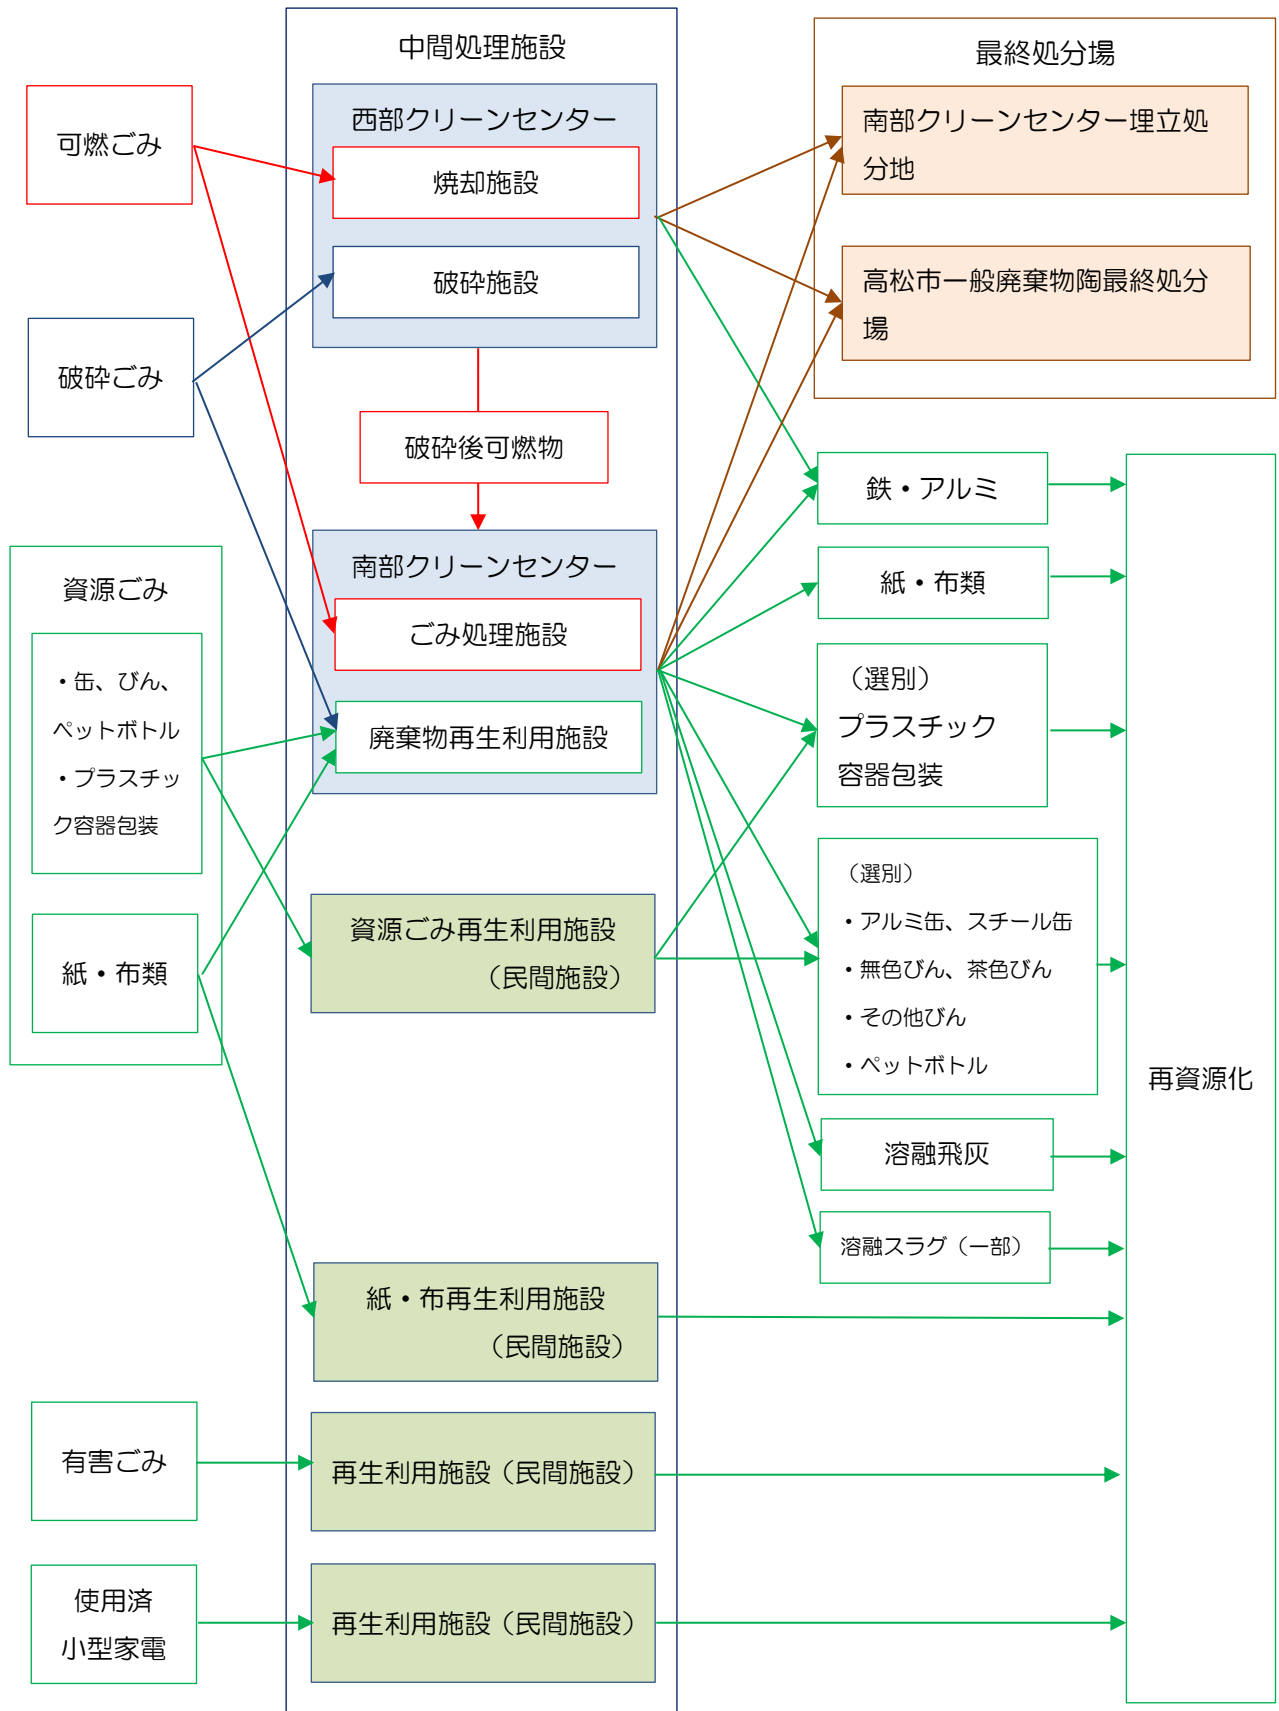 中間処理施設
最終処分場
可燃ごみ
西部クリーンセンター
焼却施設
破砕施設
南部クリーンセンター埋立処
分地
高松市一般廃棄物陶最終処分
場
破砕ごみ
破砕後可燃物
南部クリーンセンター
ごみ処理施設
廃棄物再生利用施設
資源ごみ
・缶、びん、
ペットボトル
・プラスチッ
ク容器包装
紙・布類
資源ごみ再生利用施設
（民間施設）
鉄・アルミ
紙・布類
（選別）
プラスチック
容器包装
（選別）
・アルミ缶、スチール缶
・無色びん、茶色びん
・その他びん
・ペットボトル
溶融飛灰
溶融スラグ（一部）
再資源化
紙・布再生利用施設
（民間施設）
有害ごみ
再生利用施設（民間施設）
使用済
小型家電
再生利用施設（民間施設）